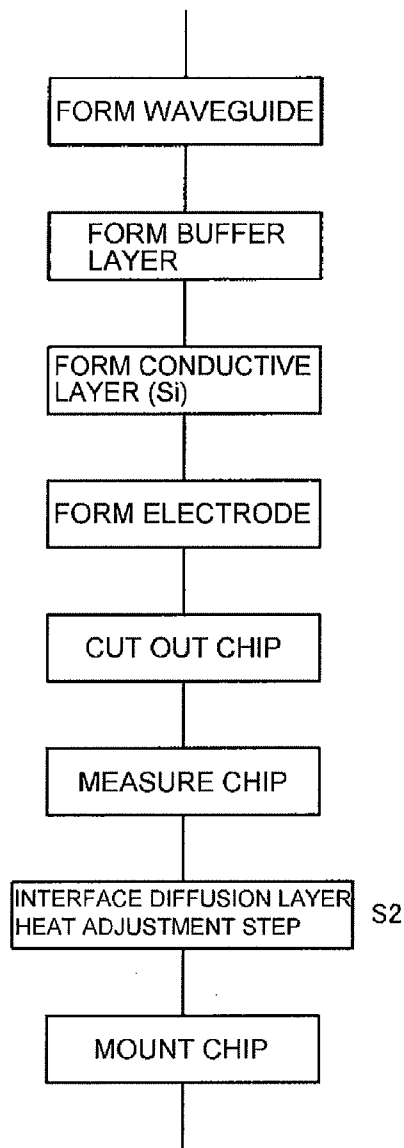 FORM WAVEGUIDE
FORM BUFFER
LAYER
FORM CONDUCTIVE
LAYER (Si)
FORM ELECTRODE
CUT OUT CHIP
MEASURE CHIP
INTERFACE DIFFUSION LAYER
HEAT ADJUSTMENT STEP
S2
MOUNT CHIP